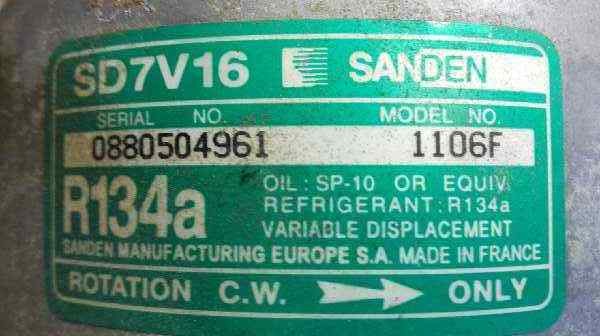 SD7V16 SANDEN
SERIAL NO. MODEL NO.
0880504961 1106F
R134a
OIL: SP-10 OR EQUIV.
REFRIGERANT: R134a
VARIABLE DISPLACEMENT
SANDEN MANUFACTURING EUROPE S.A. MADE IN FRANCE
ROTATION C.W. ONLY